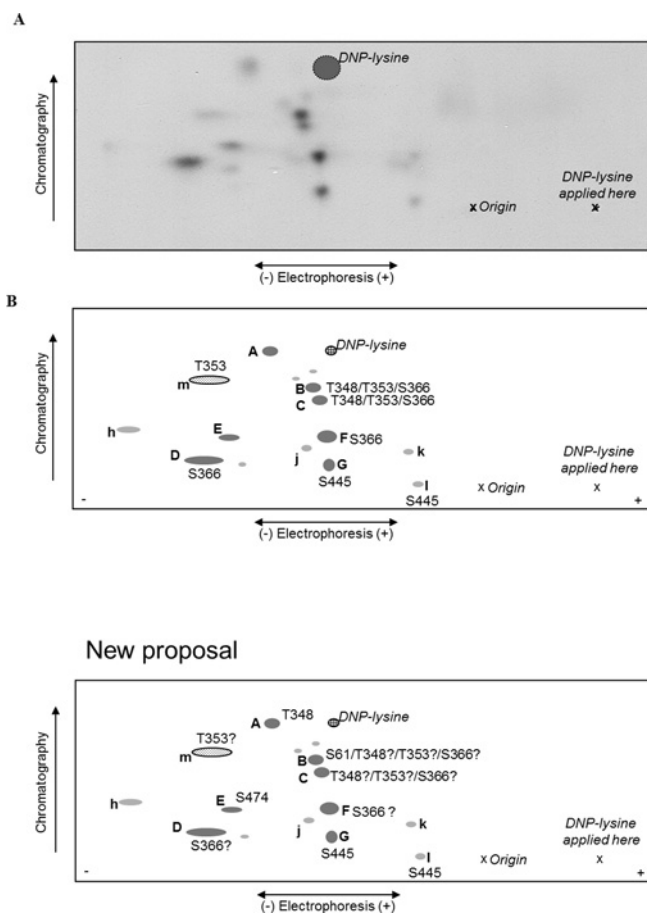 A
DNP-lysine
Chromatography
DNP-lysine
applied here
x Origin
x
(-) Electrophoresis (+)
B
A
DNP-lysine
T353
m
B T348/T353/S366
C T348/T353/S366
Chromatography
h
E
F S366
D
j
k
S366
G
S445
DNP-lysine
applied here
l
S445
x Origin
x
- +
(-) Electrophoresis (+)
New proposal
A T348
DNP-lysine
T353?
m
B S61/T348?/T353?/S366?
C T348?/T353?/S366?
Chromatography
h
E S474
F S366 ?
D
j
k
S366?
G
S445
DNP-lysine
applied here
l
S445
x Origin
x
- +
(-) Electrophoresis (+)